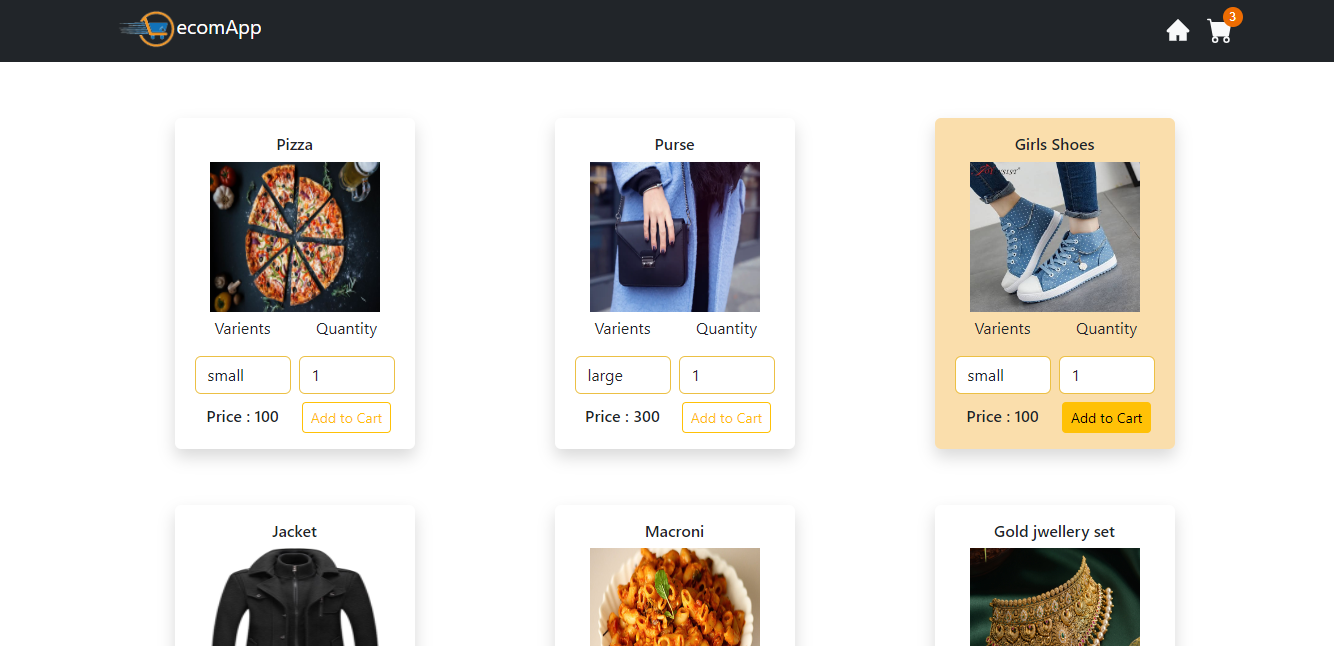 ecomApp
3
Pizza
Purse
Girls Shoes
Varients Quantity
Varients Quantity
Varients Quantity
small 1
large 1
small 1
Price : 100 Add to Cart
Price : 300 Add to Cart
Price : 100 Add to Cart
Jacket
Macroni
Gold jwellery set